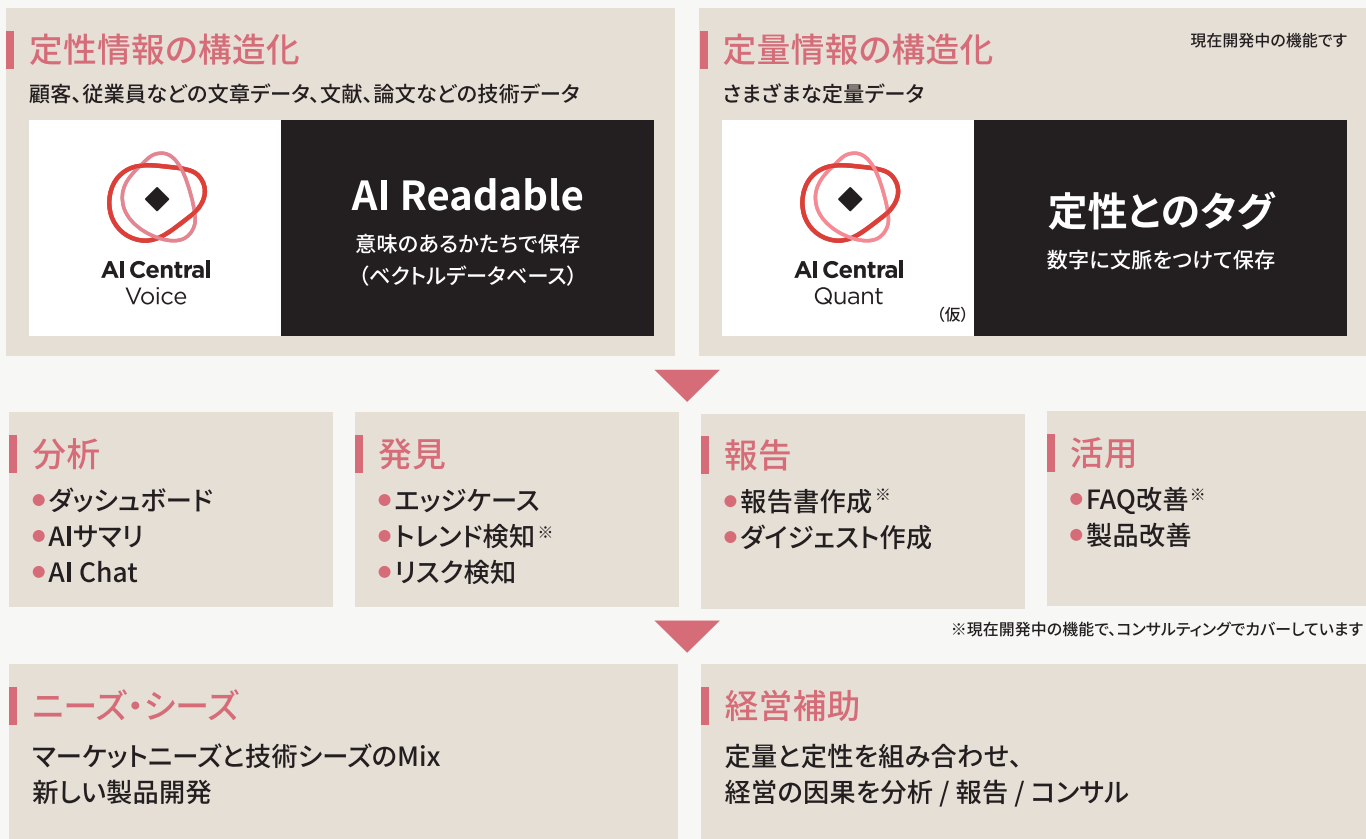 定性情報の構造化
顧客、従業員などの文章データ、文献、論文などの技術データ
AI Central
Voice
AI Readable
意味のあるかたちで保存
（ベクトルデータベース）
定量情報の構造化
現在開発中の機能です
さまざまな定量データ
AI Central
Quant
（仮）
定性とのタグ
数字に文脈をつけて保存
分析
●ダッシュボード
●AIサマリ
●AI Chat
発見
●エッジケース
●トレンド検知※
●リスク検知
報告
●報告書作成※
●ダイジェスト作成
活用
●FAQ改善※
●製品改善
※現在開発中の機能で、コンサルティングでカバーしています
ニーズ・シーズ
マーケットニーズと技術シーズのMix
新しい製品開発
経営補助
定量と定性を組み合わせ、
経営の因果を分析 / 報告 / コンサル